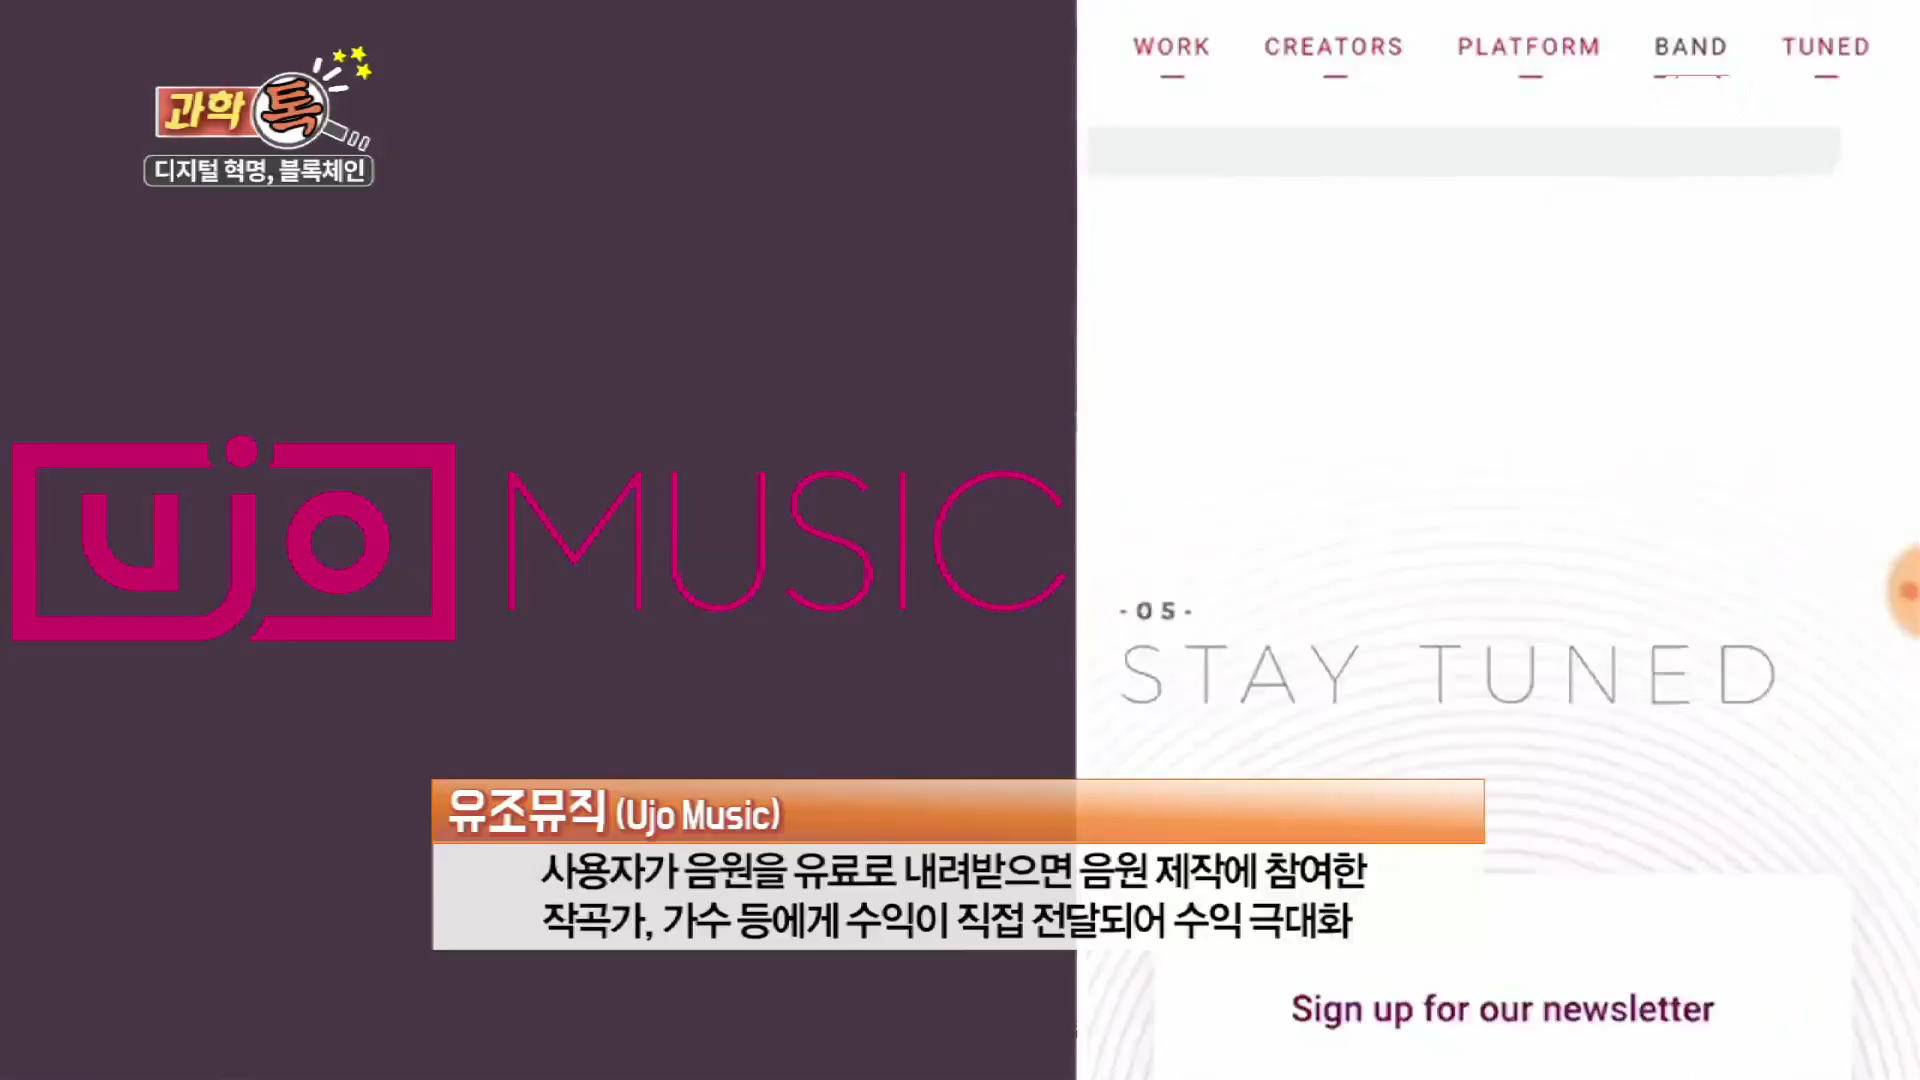 과학톡
디지털 혁명, 블록체인
WORK CREATORS PLATFORM BAND TUNED
ujo MUSIC
-05-
STAY TUNED
유조뮤직 (Ujo Music)
사용자가 음원을 유료로 내려받으면 음원 제작에 참여한
작곡가, 가수 등에게 수익이 직접 전달되어 수익 극대화
Sign up for our newsletter